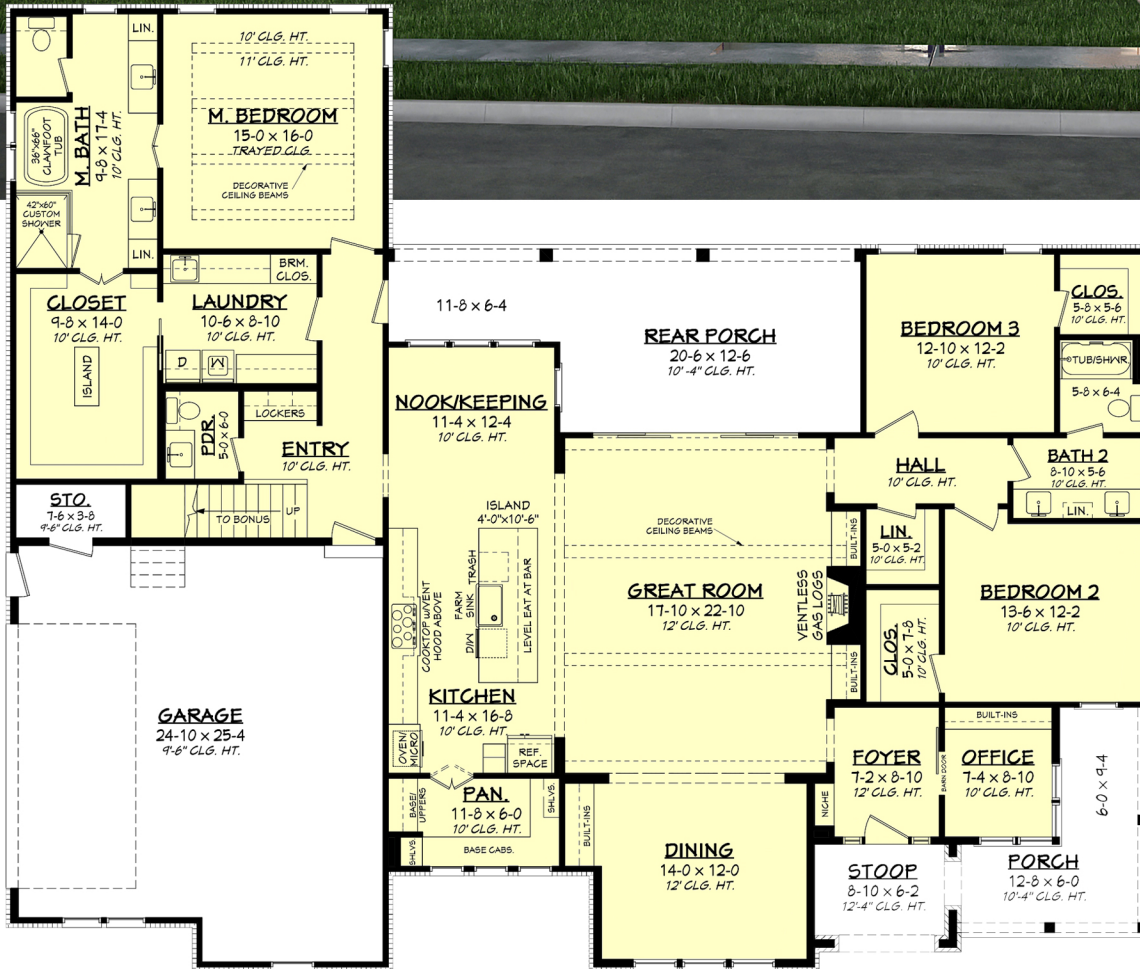 LIN.
10' CLG. HT.
11' CLG. HT.
M. BEDROOM
15-0 x 16-0
TRAYED CLG.
DECORATIVE
CEILING BEAMS
M. BATH
9-8 x 17-4
10' CLG. HT.
36"x66"
CLAWFOOT
TUB
42"x60"
CUSTOM
SHOWER
LIN.
BRM.
CLOS.
CLOSET
9-8 x 14-0
10' CLG. HT.
ISLAND
LAUNDRY
10-6 x 8-10
10' CLG. HT.
D
W
LOCKERS
PDR.
5-0 x 6-0
ENTRY
10' CLG. HT.
STO.
7-6 x 3-8
9'-6" CLG. HT.
TO BONUS
UP
11-8 x 6-4
REAR PORCH
20-6 x 12-6
10'-4" CLG. HT.
NOOK/KEEPING
11-4 x 12-4
10' CLG. HT.
BEDROOM 3
12-10 x 12-2
10' CLG. HT.
CLOS.
5-8 x 5-6
10' CLG. HT.
TUB/SHWR.
5-8 x 6-4
HALL
10' CLG. HT.
BATH 2
8-10 x 5-6
10' CLG. HT.
LIN.
ISLAND
4'-0"x10'-6"
TRASH
FARM
SINK
D/W
LEVEL EAT AT BAR
COOKTOP W/VENT
HOOD ABOVE
DECORATIVE
CEILING BEAMS
BUILT-INS
LIN.
5-0 x 5-2
10' CLG. HT.
GREAT ROOM
17-10 x 22-10
12' CLG. HT.
VENTLESS
GAS LOGS
BUILT-INS
CLOS.
5-0 x 7-8
10' CLG. HT.
BEDROOM 2
13-6 x 12-2
10' CLG. HT.
GARAGE
24-10 x 25-4
9'-6" CLG. HT.
KITCHEN
11-4 x 16-8
10' CLG. HT.
OVEN/
MICRO
REF.
SPACE
PAN.
11-8 x 6-0
10' CLG. HT.
BASE/
UPPERS
SHLVS.
SHLVS.
BASE CABS.
BUILT-INS
DINING
14-0 x 12-0
12' CLG. HT.
FOYER
7-2 x 8-10
12' CLG. HT.
NICHE
BARN DOOR
BUILT-INS
OFFICE
7-4 x 8-10
10' CLG. HT.
6-0 x 9-4
STOOP
8-10 x 6-2
12'-4" CLG. HT.
PORCH
12-8 x 6-0
10'-4" CLG. HT.